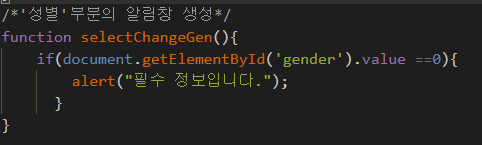 /*'성별'부분의 알림창 생성*/
function selectChangeGen(){
    if(document.getElementById('gender').value ==0){
        alert("필수 정보입니다.");
      }
}